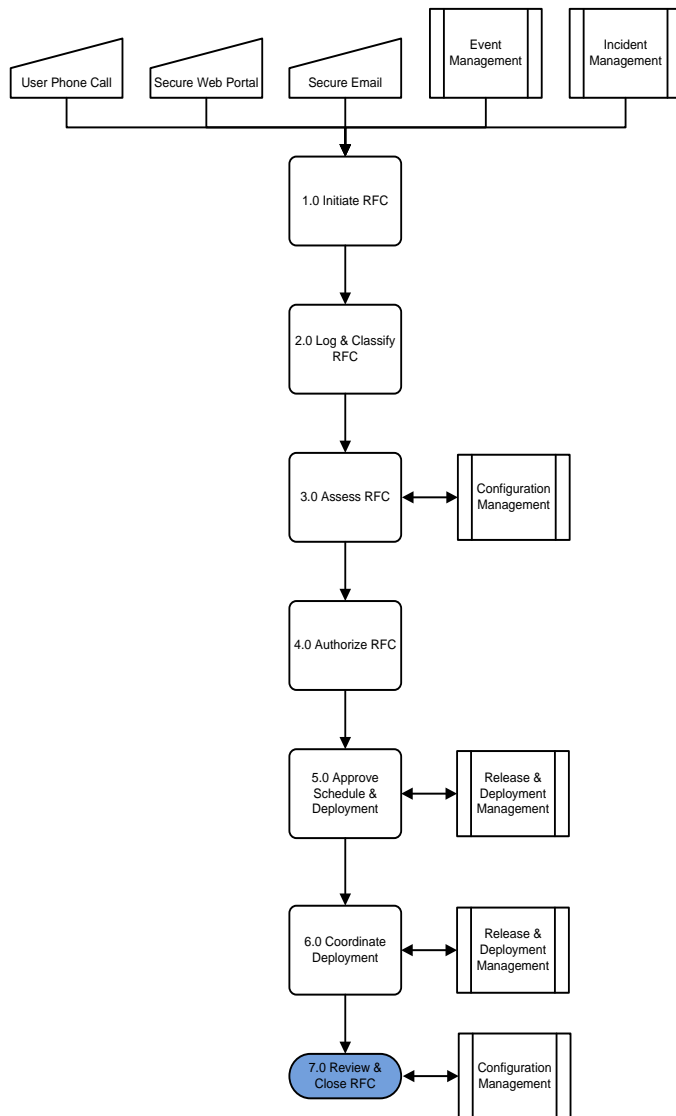 User Phone Call
Secure Web Portal
Secure Email
Event
Management
Incident
Management
1.0 Initiate RFC
2.0 Log & Classify
RFC
3.0 Assess RFC
Configuration
Management
4.0 Authorize RFC
5.0 Approve
Schedule &
Deployment
Release &
Deployment
Management
6.0 Coordinate
Deployment
Release &
Deployment
Management
7.0 Review &
Close RFC
Configuration
Management